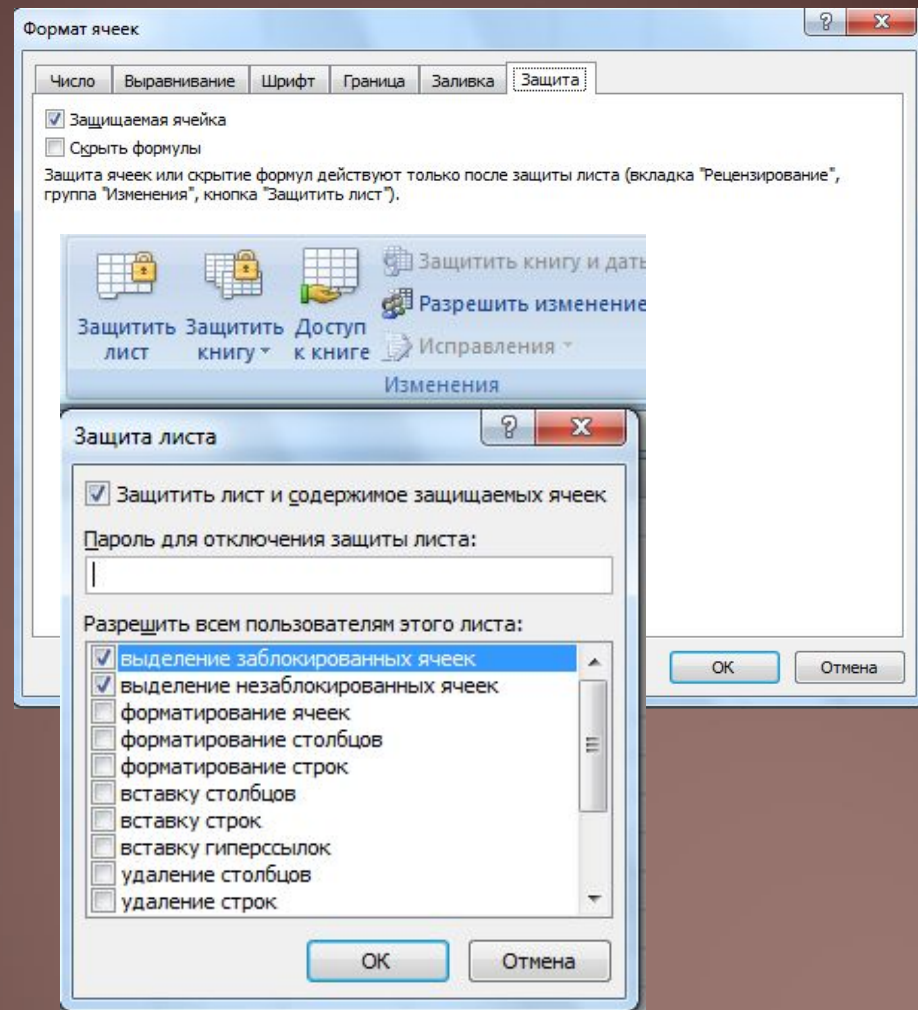 Формат ячеек
Число Выравнивание Шрифт Граница Заливка Защита
Защищаемая ячейка
Скрыть формулы
Защита ячеек или скрытие формул действуют только после защиты листа (вкладка "Рецензирование",
группа "Изменения", кнопка "Защитить лист").
Защитить лист
Защитить книгу
Доступ к книге
Защитить книгу и дать
Разрешить изменение
Исправления
Изменения
Защита листа
Защитить лист и содержимое защищаемых ячеек
Пароль для отключения защиты листа:
Разрешить всем пользователям этого листа:
выделение заблокированных ячеек
выделение незаблокированных ячеек
форматирование ячеек
форматирование столбцов
форматирование строк
вставку столбцов
вставку строк
вставку гиперссылок
удаление столбцов
удаление строк
ОК Отмена
ОК Отмена